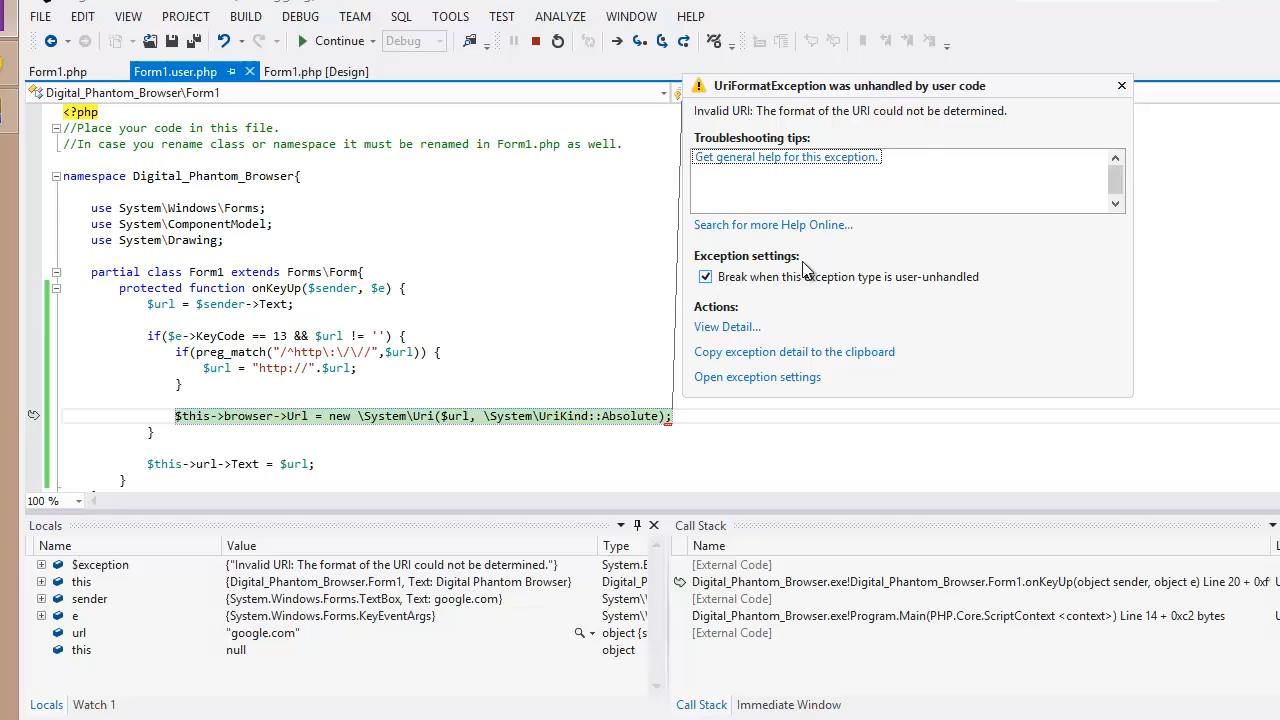 FILE EDIT VIEW PROJECT BUILD DEBUG TEAM SQL TOOLS TEST ANALYZE WINDOW HELP
Continue Debug
Form1.php Form1.user.php Form1.php [Design]
Digital_Phantom_Browser\Form1
<?php
//Place your code in this file.
//In case you rename class or namespace it must be renamed in Form1.php as well.
namespace Digital_Phantom_Browser{
use System\Windows\Forms;
use System\ComponentModel;
use System\Drawing;
partial class Form1 extends Forms\Form{
protected function onKeyUp($sender, $e) {
$url = $sender->Text;
if($e->KeyCode == 13 && $url != '') {
if(preg_match("/^http\:\/\//",$url)) {
$url = "http://".$url;
}
$this->browser->Url = new \System\Uri($url, \System\UriKind::Absolute);
}
$this->url->Text = $url;
}
100 %
UriFormatException was unhandled by user code
Invalid URI: The format of the URI could not be determined.
Troubleshooting tips:
Get general help for this exception.
Search for more Help Online...
Exception settings:
Break when this exception type is user-unhandled
Actions:
View Detail...
Copy exception detail to the clipboard
Open exception settings
Locals
Name Value Type
$exception {"Invalid URI: The format of the URI could not be determined."} System.E
this {Digital_Phantom_Browser.Form1, Text: Digital Phantom Browser} Digital_P
sender {System.Windows.Forms.TextBox, Text: google.com} System\V
e {System.Windows.Forms.KeyEventArgs} System\V
url "google.com" object {s
this null object
Locals Watch 1
Call Stack
Name
[External Code]
Digital_Phantom_Browser.exe!Digital_Phantom_Browser.Form1.onKeyUp(object sender, object e) Line 20 + 0xf
[External Code]
Digital_Phantom_Browser.exe!Program.Main(PHP.Core.ScriptContext <context>) Line 14 + 0xc2 bytes
[External Code]
Call Stack Immediate Window